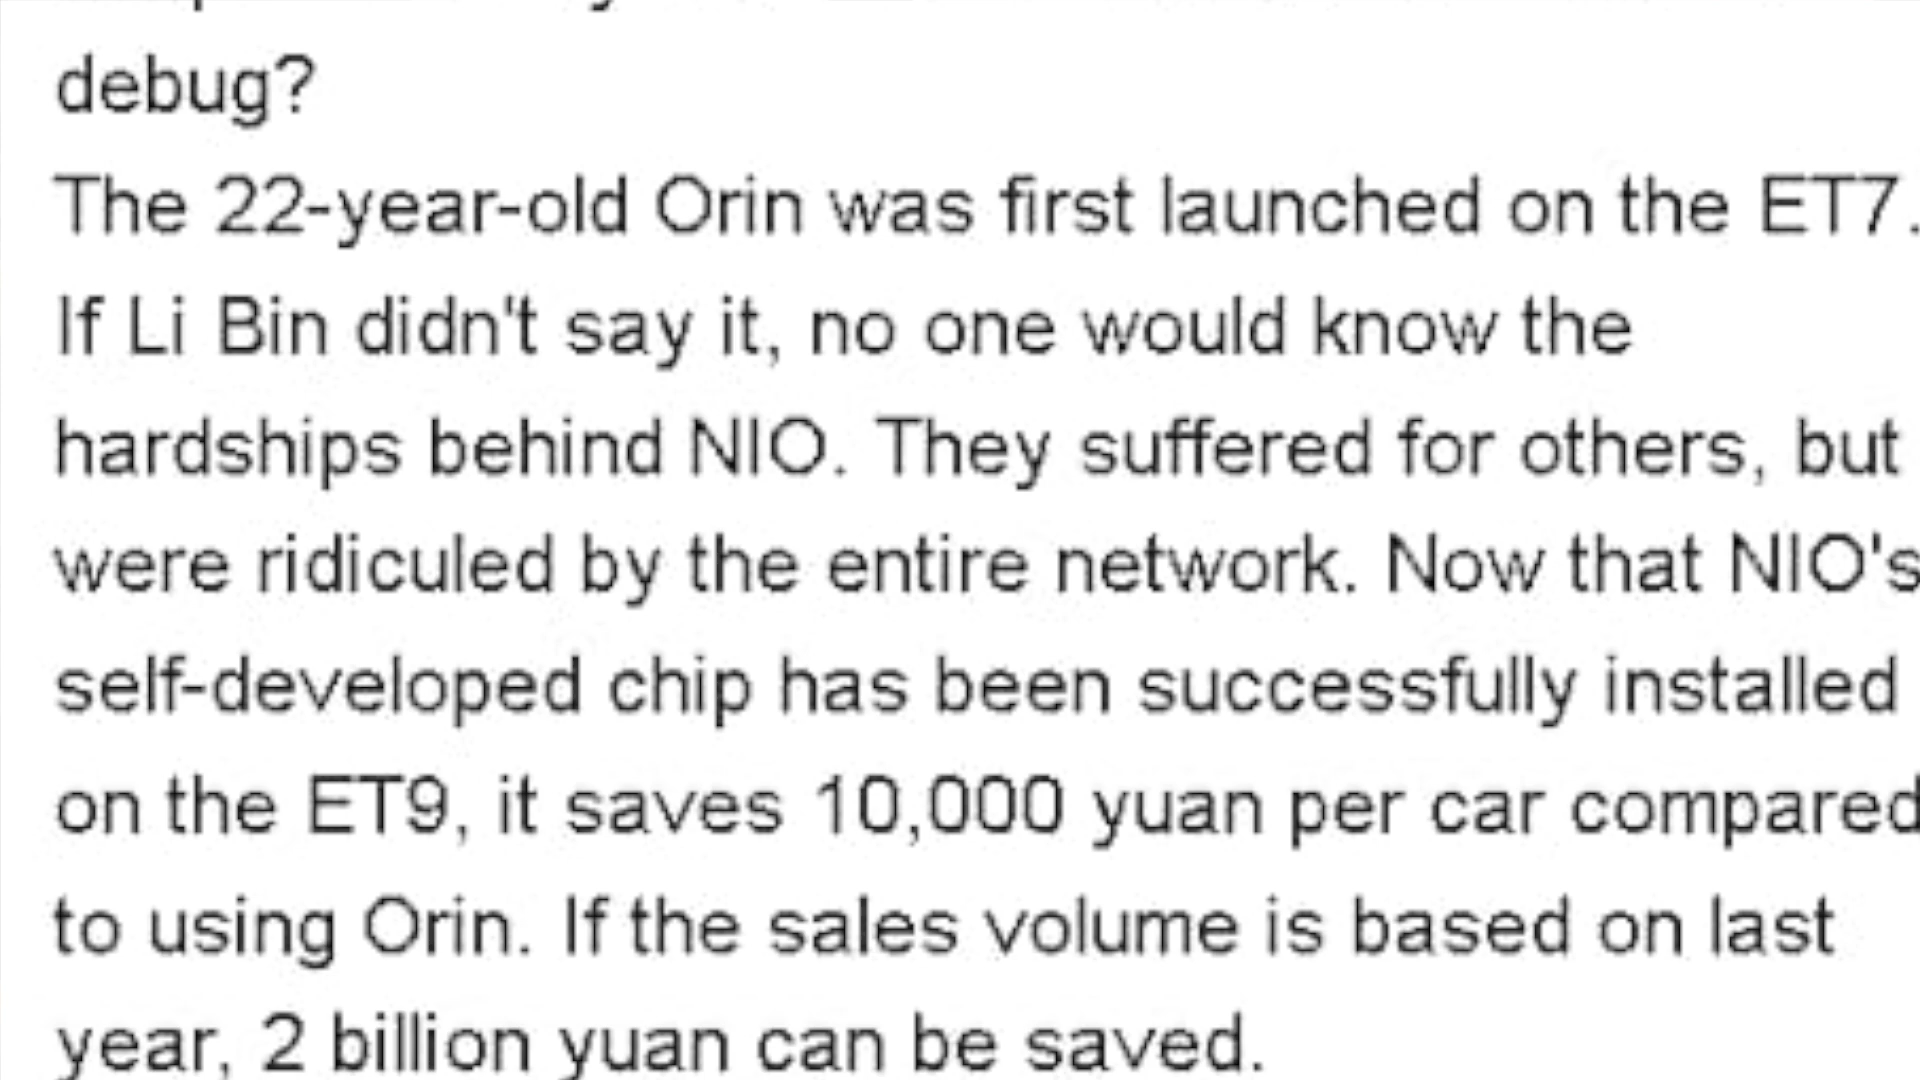 debug?
The 22-year-old Orin was first launched on the ET7.
If Li Bin didn't say it, no one would know the
hardships behind NIO. They suffered for others, but
were ridiculed by the entire network. Now that NIO's
self-developed chip has been successfully installed
on the ET9, it saves 10,000 yuan per car compared
to using Orin. If the sales volume is based on last
year, 2 billion yuan can be saved.